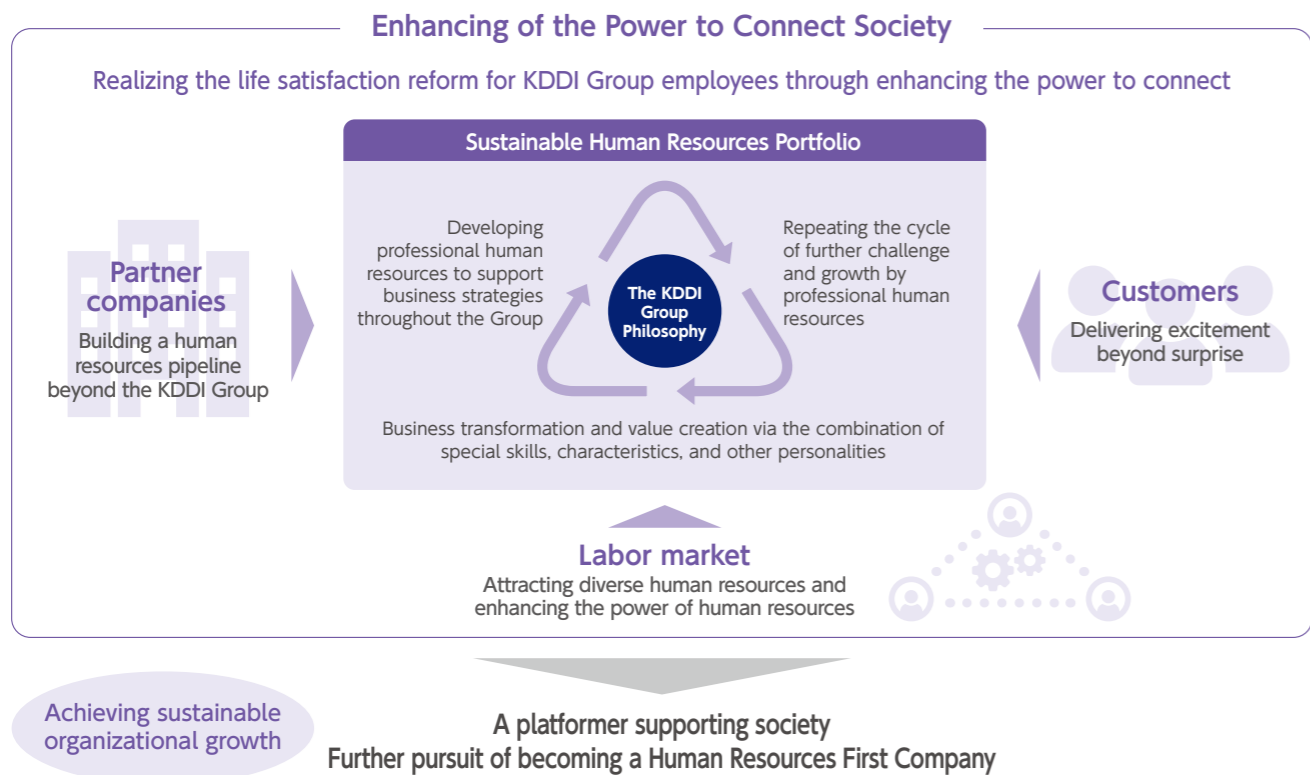 Enhancing of the Power to Connect Society
Realizing the life satisfaction reform for KDDI Group employees through enhancing the power to connect
Sustainable Human Resources Portfolio
Developing
professional human
resources to support
business strategies
throughout the Group
The KDDI
Group
Philosophy
Repeating the cycle
of further challenge
and growth by
professional human
resources
Business transformation and value creation via the combination of
special skills, characteristics, and other personalities
Partner
companies
Building a human
resources pipeline
beyond the KDDI Group
Customers
Delivering excitement
beyond surprise
Labor market
Attracting diverse human resources and
enhancing the power of human resources
Achieving sustainable
organizational growth
A platformer supporting society
Further pursuit of becoming a Human Resources First Company